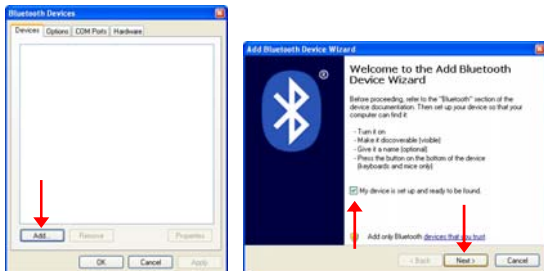 Bluetooth Devices
Devices Options COM Ports Hardware
Add... Remove Properties
OK Cancel Apply
Add Bluetooth Device Wizard
®
Welcome to the Add Bluetooth
Device Wizard
Before proceeding, refer to the "Bluetooth" section of the
device documentation. Then set up your device so that your
computer can find it:
- Turn it on
- Make it discoverable (visible)
- Give it a name (optional)
- Press the button on the bottom of the device
(keyboards and mice only)
My device is set up and ready to be found.
Add only Bluetooth devices that you trust
< Back Next > Cancel